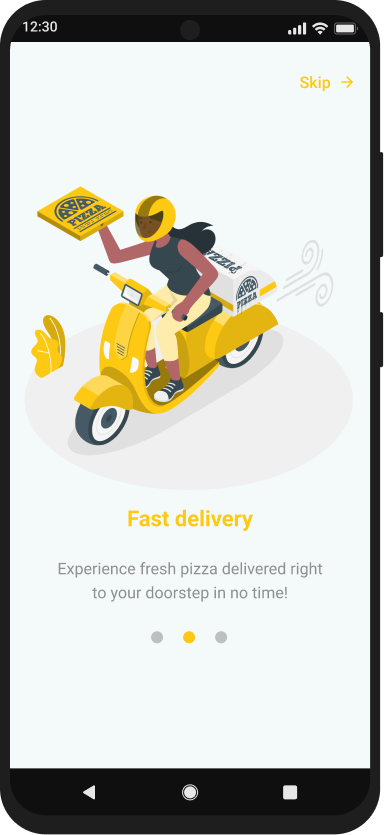 12:30
Skip
PIZZA
PIZZA
PIZZA
Fast delivery
Experience fresh pizza delivered right
to your doorstep in no time!